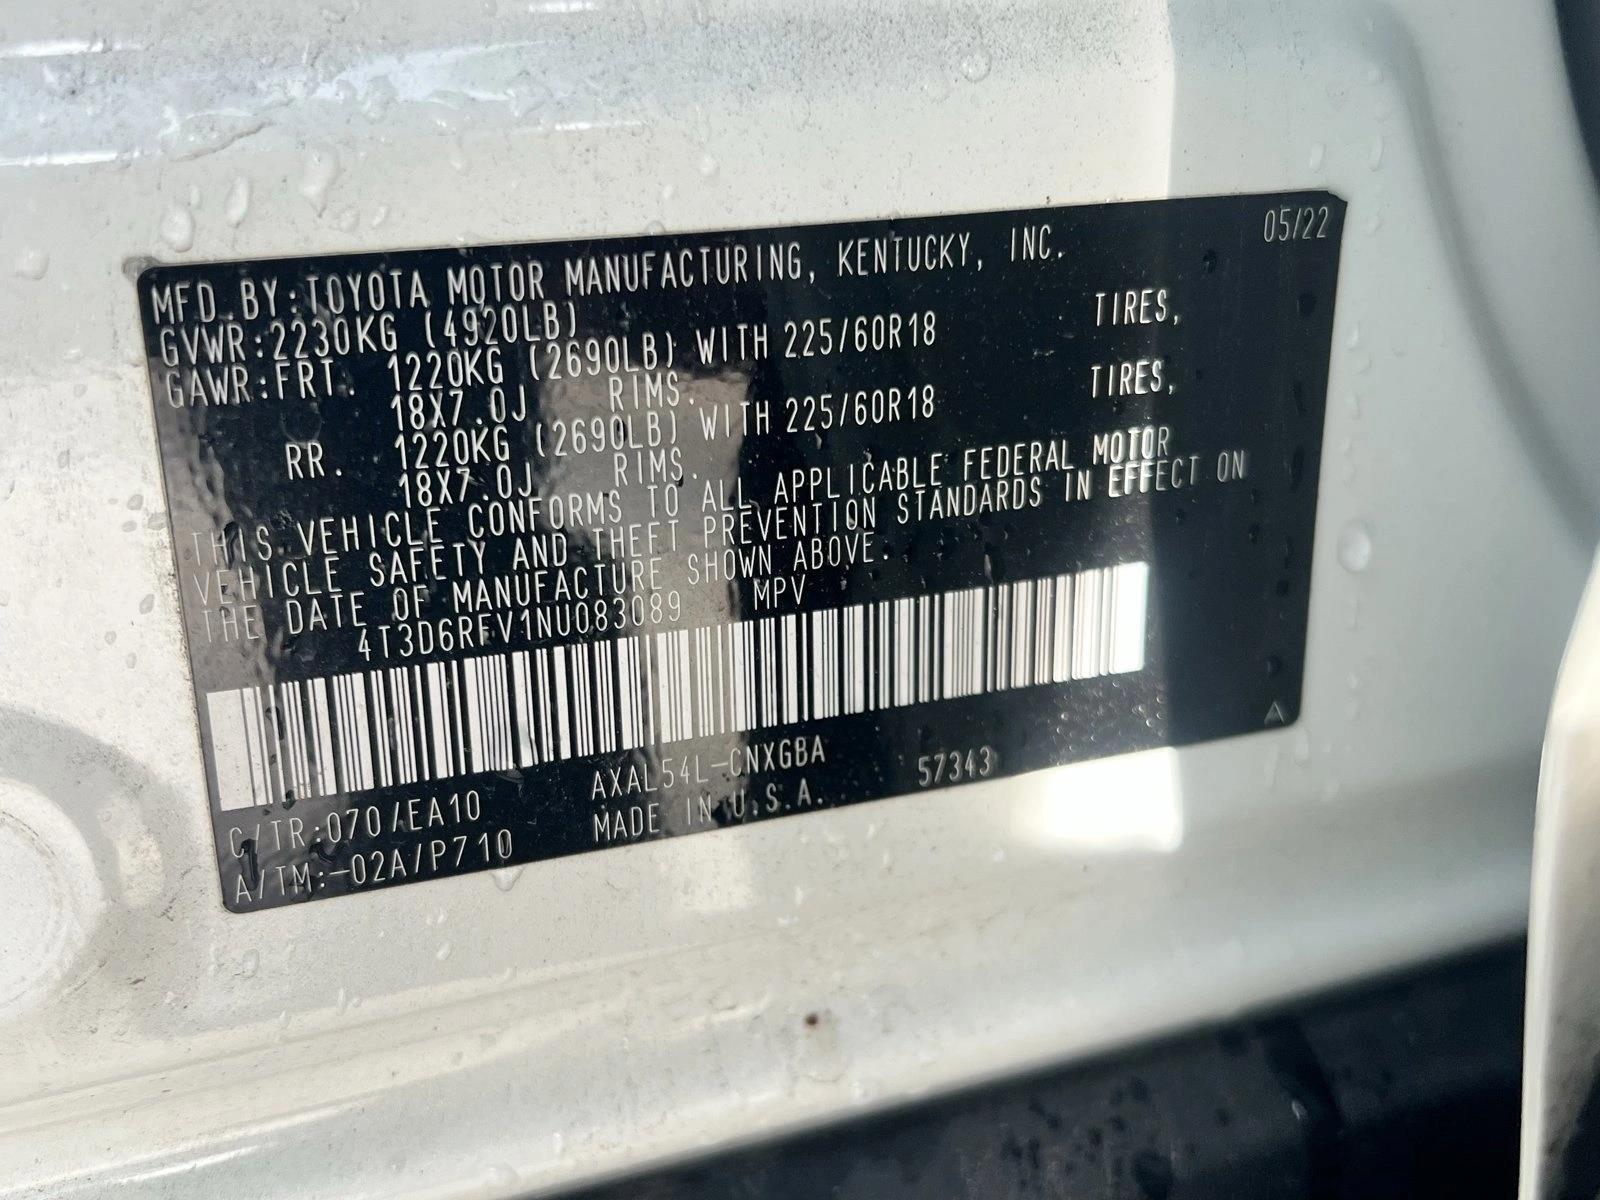 05/22
MFD. BY:TOYOTA MOTOR MANUFACTURING, KENTUCKY, INC.
GVWR:2230KG (4920LB)
GAWR:FRT. 1220KG (2690LB) WITH 225/60R18 TIRES,
18X7.0J RIMS.
RR. 1220KG (2690LB) WITH 225/60R18 TIRES,
18X7.0J RIMS.
THIS VEHICLE CONFORMS TO ALL APPLICABLE FEDERAL MOTOR
VEHICLE SAFETY AND THEFT PREVENTION STANDARDS IN EFFECT ON
THE DATE OF MANUFACTURE SHOWN ABOVE.
4T3D6RFV1NU083089 MPV
C/TR:070/EA10 AXAL54L-CNXGBA 57343
A/TM:-02A/P710 MADE IN U.S.A.